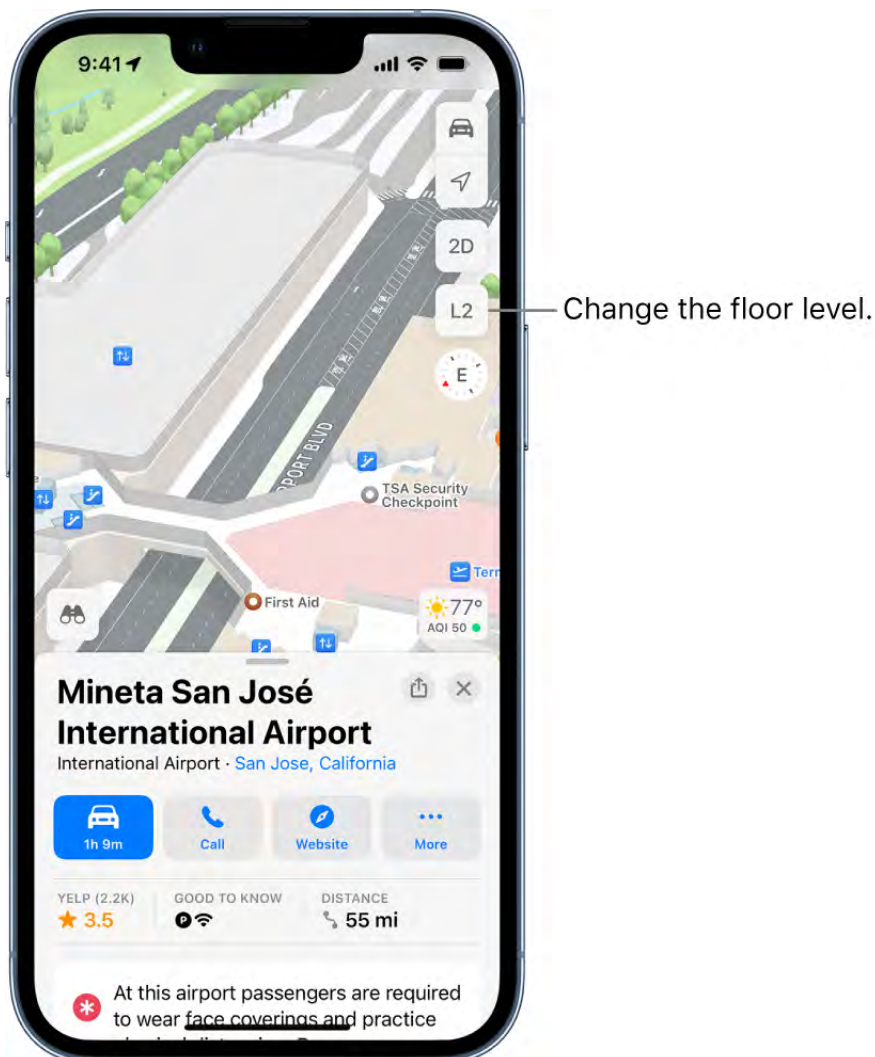 9:41
2D
L2
Change the floor level.
E
PORT BLVD
TSA Security
Checkpoint
First Aid
77°
AQI 50
Mineta San José
International Airport
International Airport · San Jose, California
1h 9m
Call
Website
More
YELP (2.2K)
GOOD TO KNOW
DISTANCE
3.5
P
55 mi
At this airport passengers are required
to wear face coverings and practice